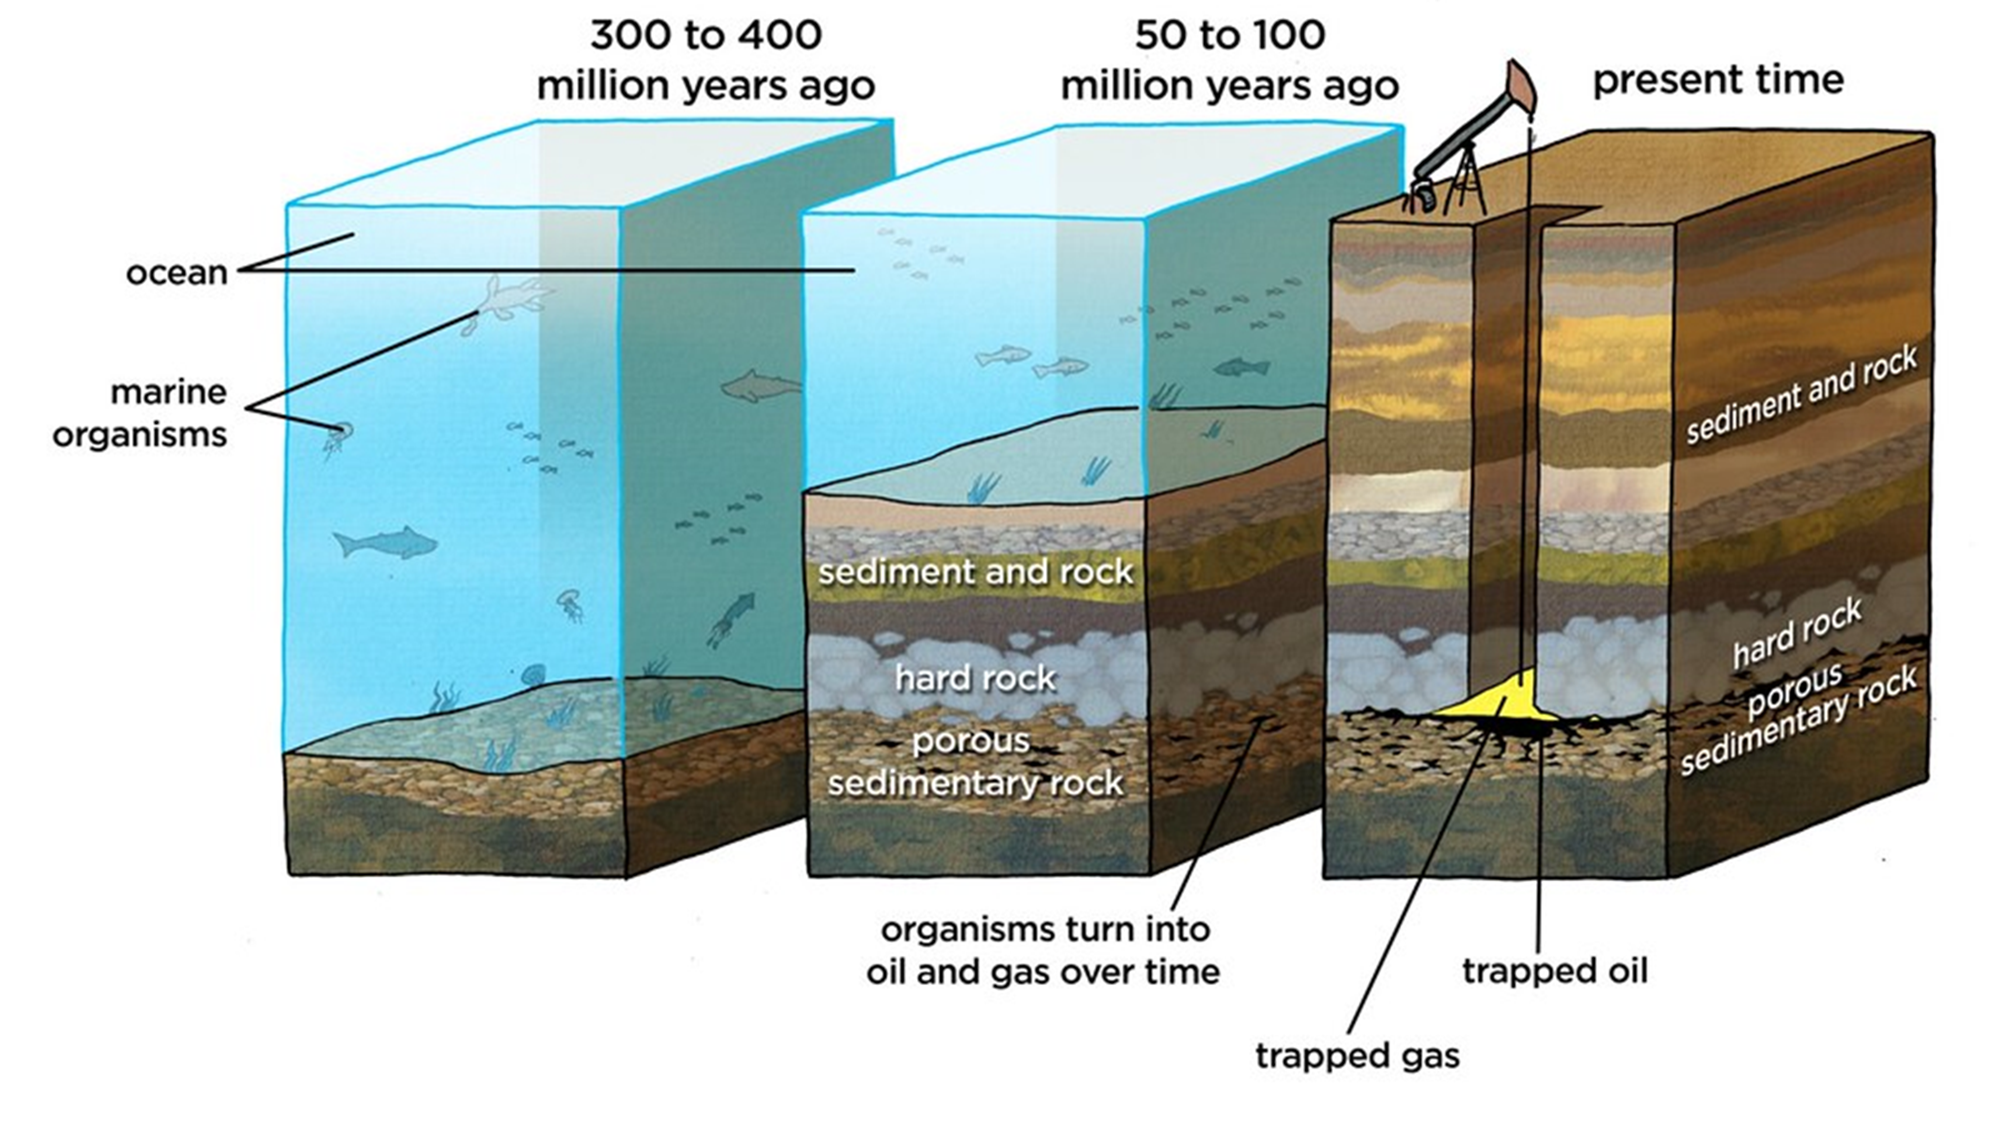 300 to 400
million years ago
50 to 100
million years ago
present time
ocean
marine
organisms
sediment and rock
hard rock
porous
sedimentary rock
sediment and rock
hard rock
porous
sedimentary rock
organisms turn into
oil and gas over time
trapped oil
trapped gas